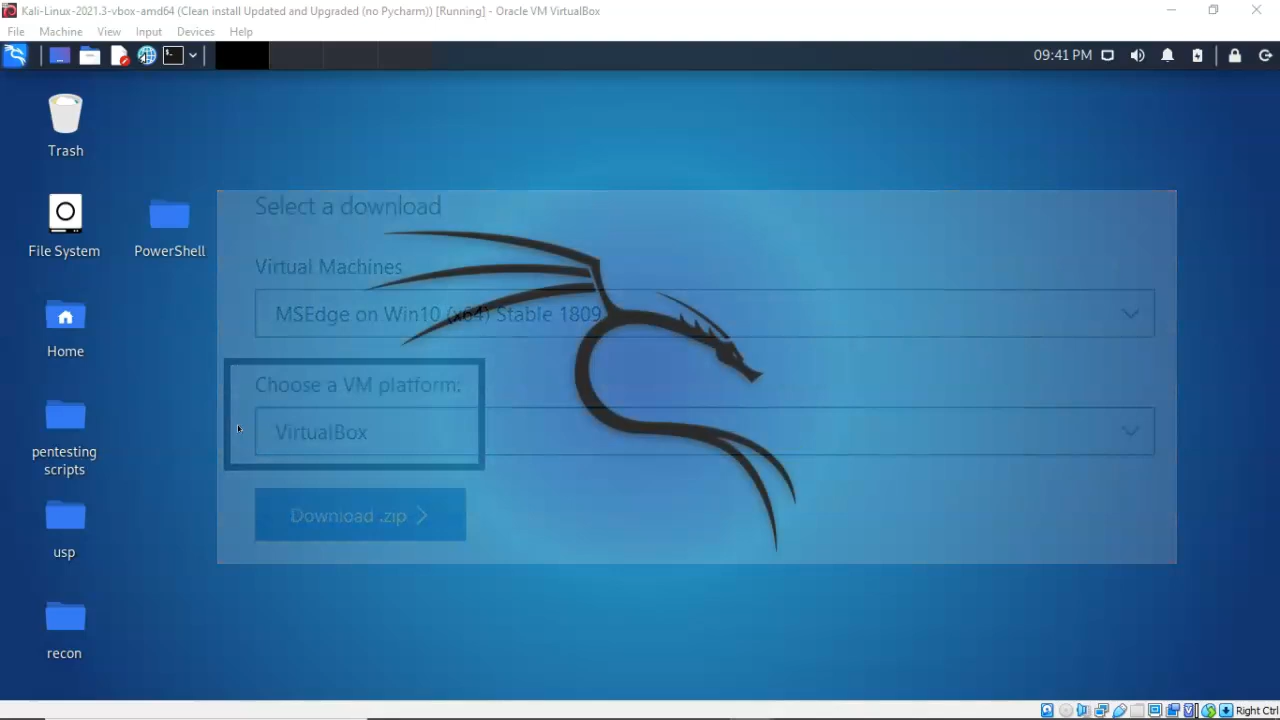 Kali-Linux-2021.3-vbox-amd64 (Clean install Updated and Upgraded (no Pycharm)) [Running] - Oracle VM VirtualBox
File Machine View Input Devices Help
09:41 PM
Trash
File System
PowerShell
Home
pentesting
scripts
usp
recon
Select a download
Virtual Machines
MSEdge on Win10 (x64) Stable 1809
Choose a VM platform:
VirtualBox
Download .zip
Right Ctrl